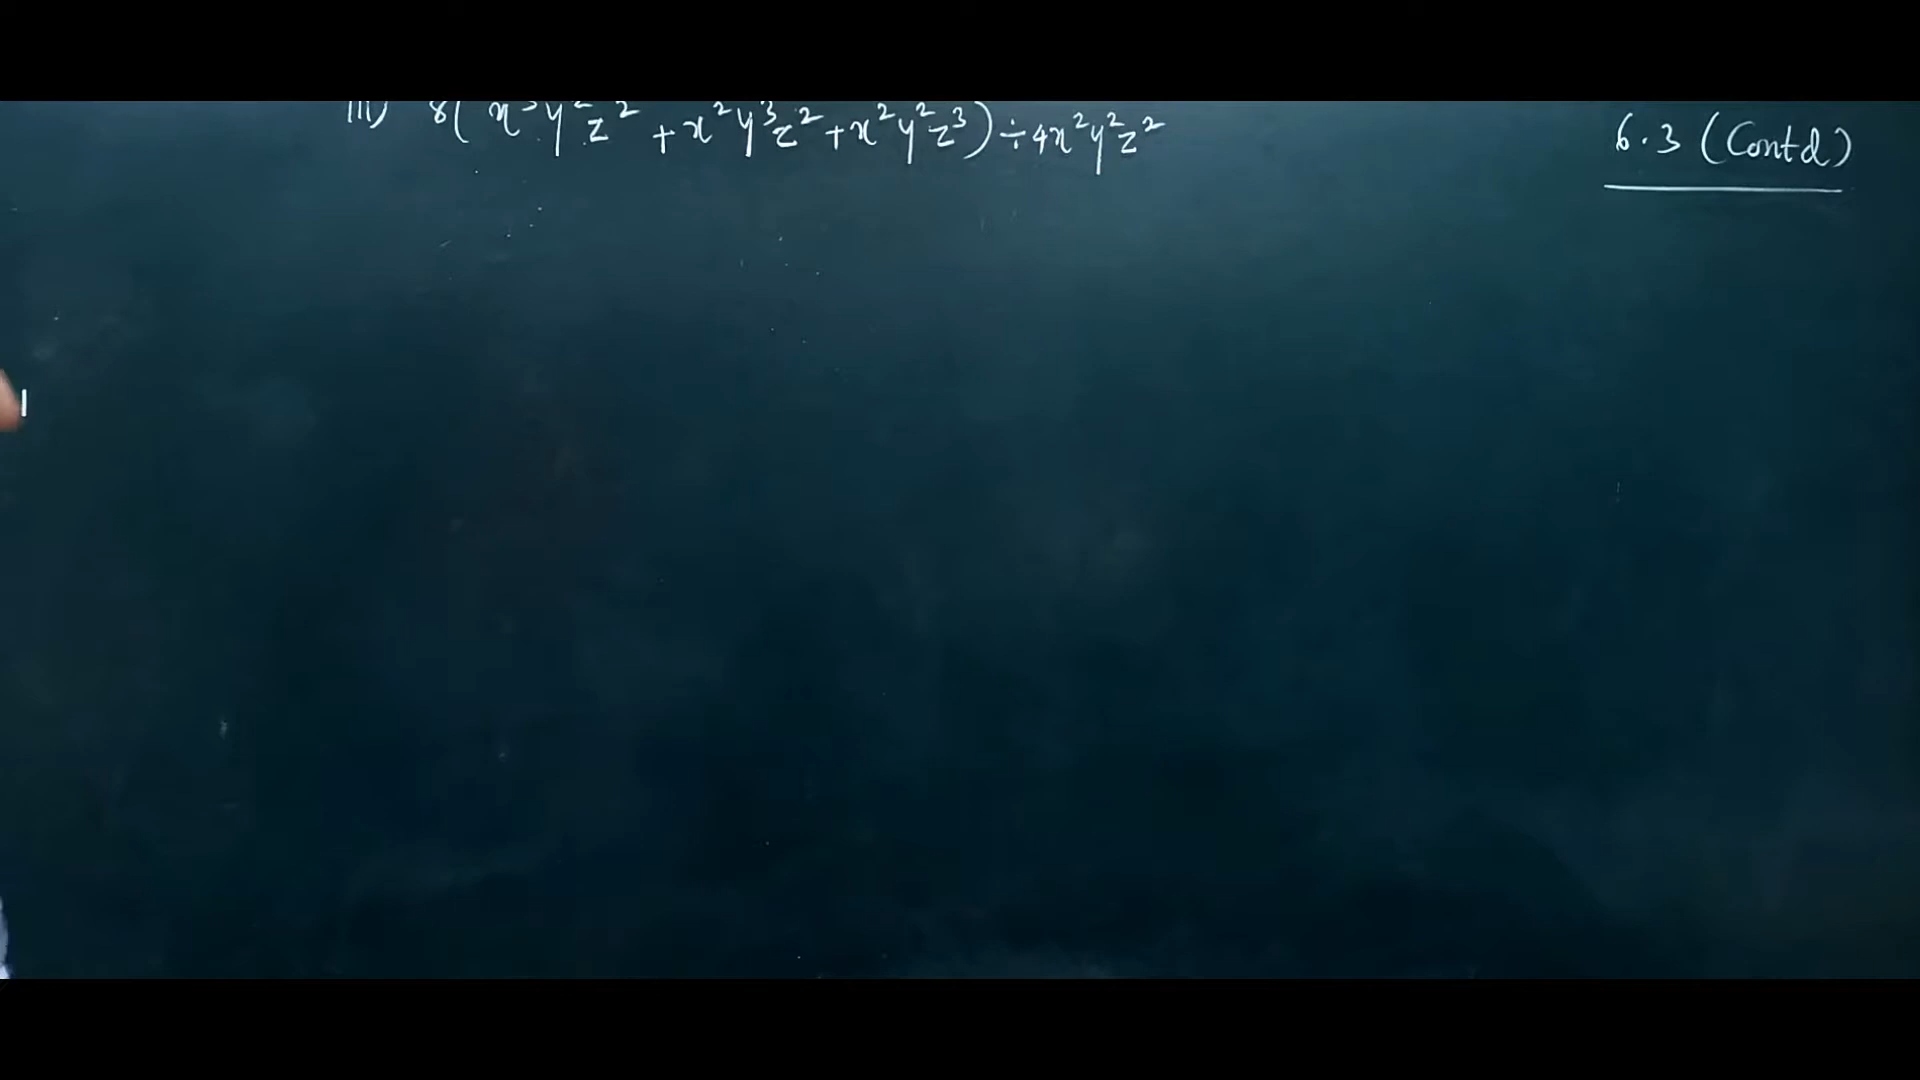 iii) 8(x³y²z² + x²y³z² + x²y²z³) ÷ 4x²y²z²
6.3 (Contd)